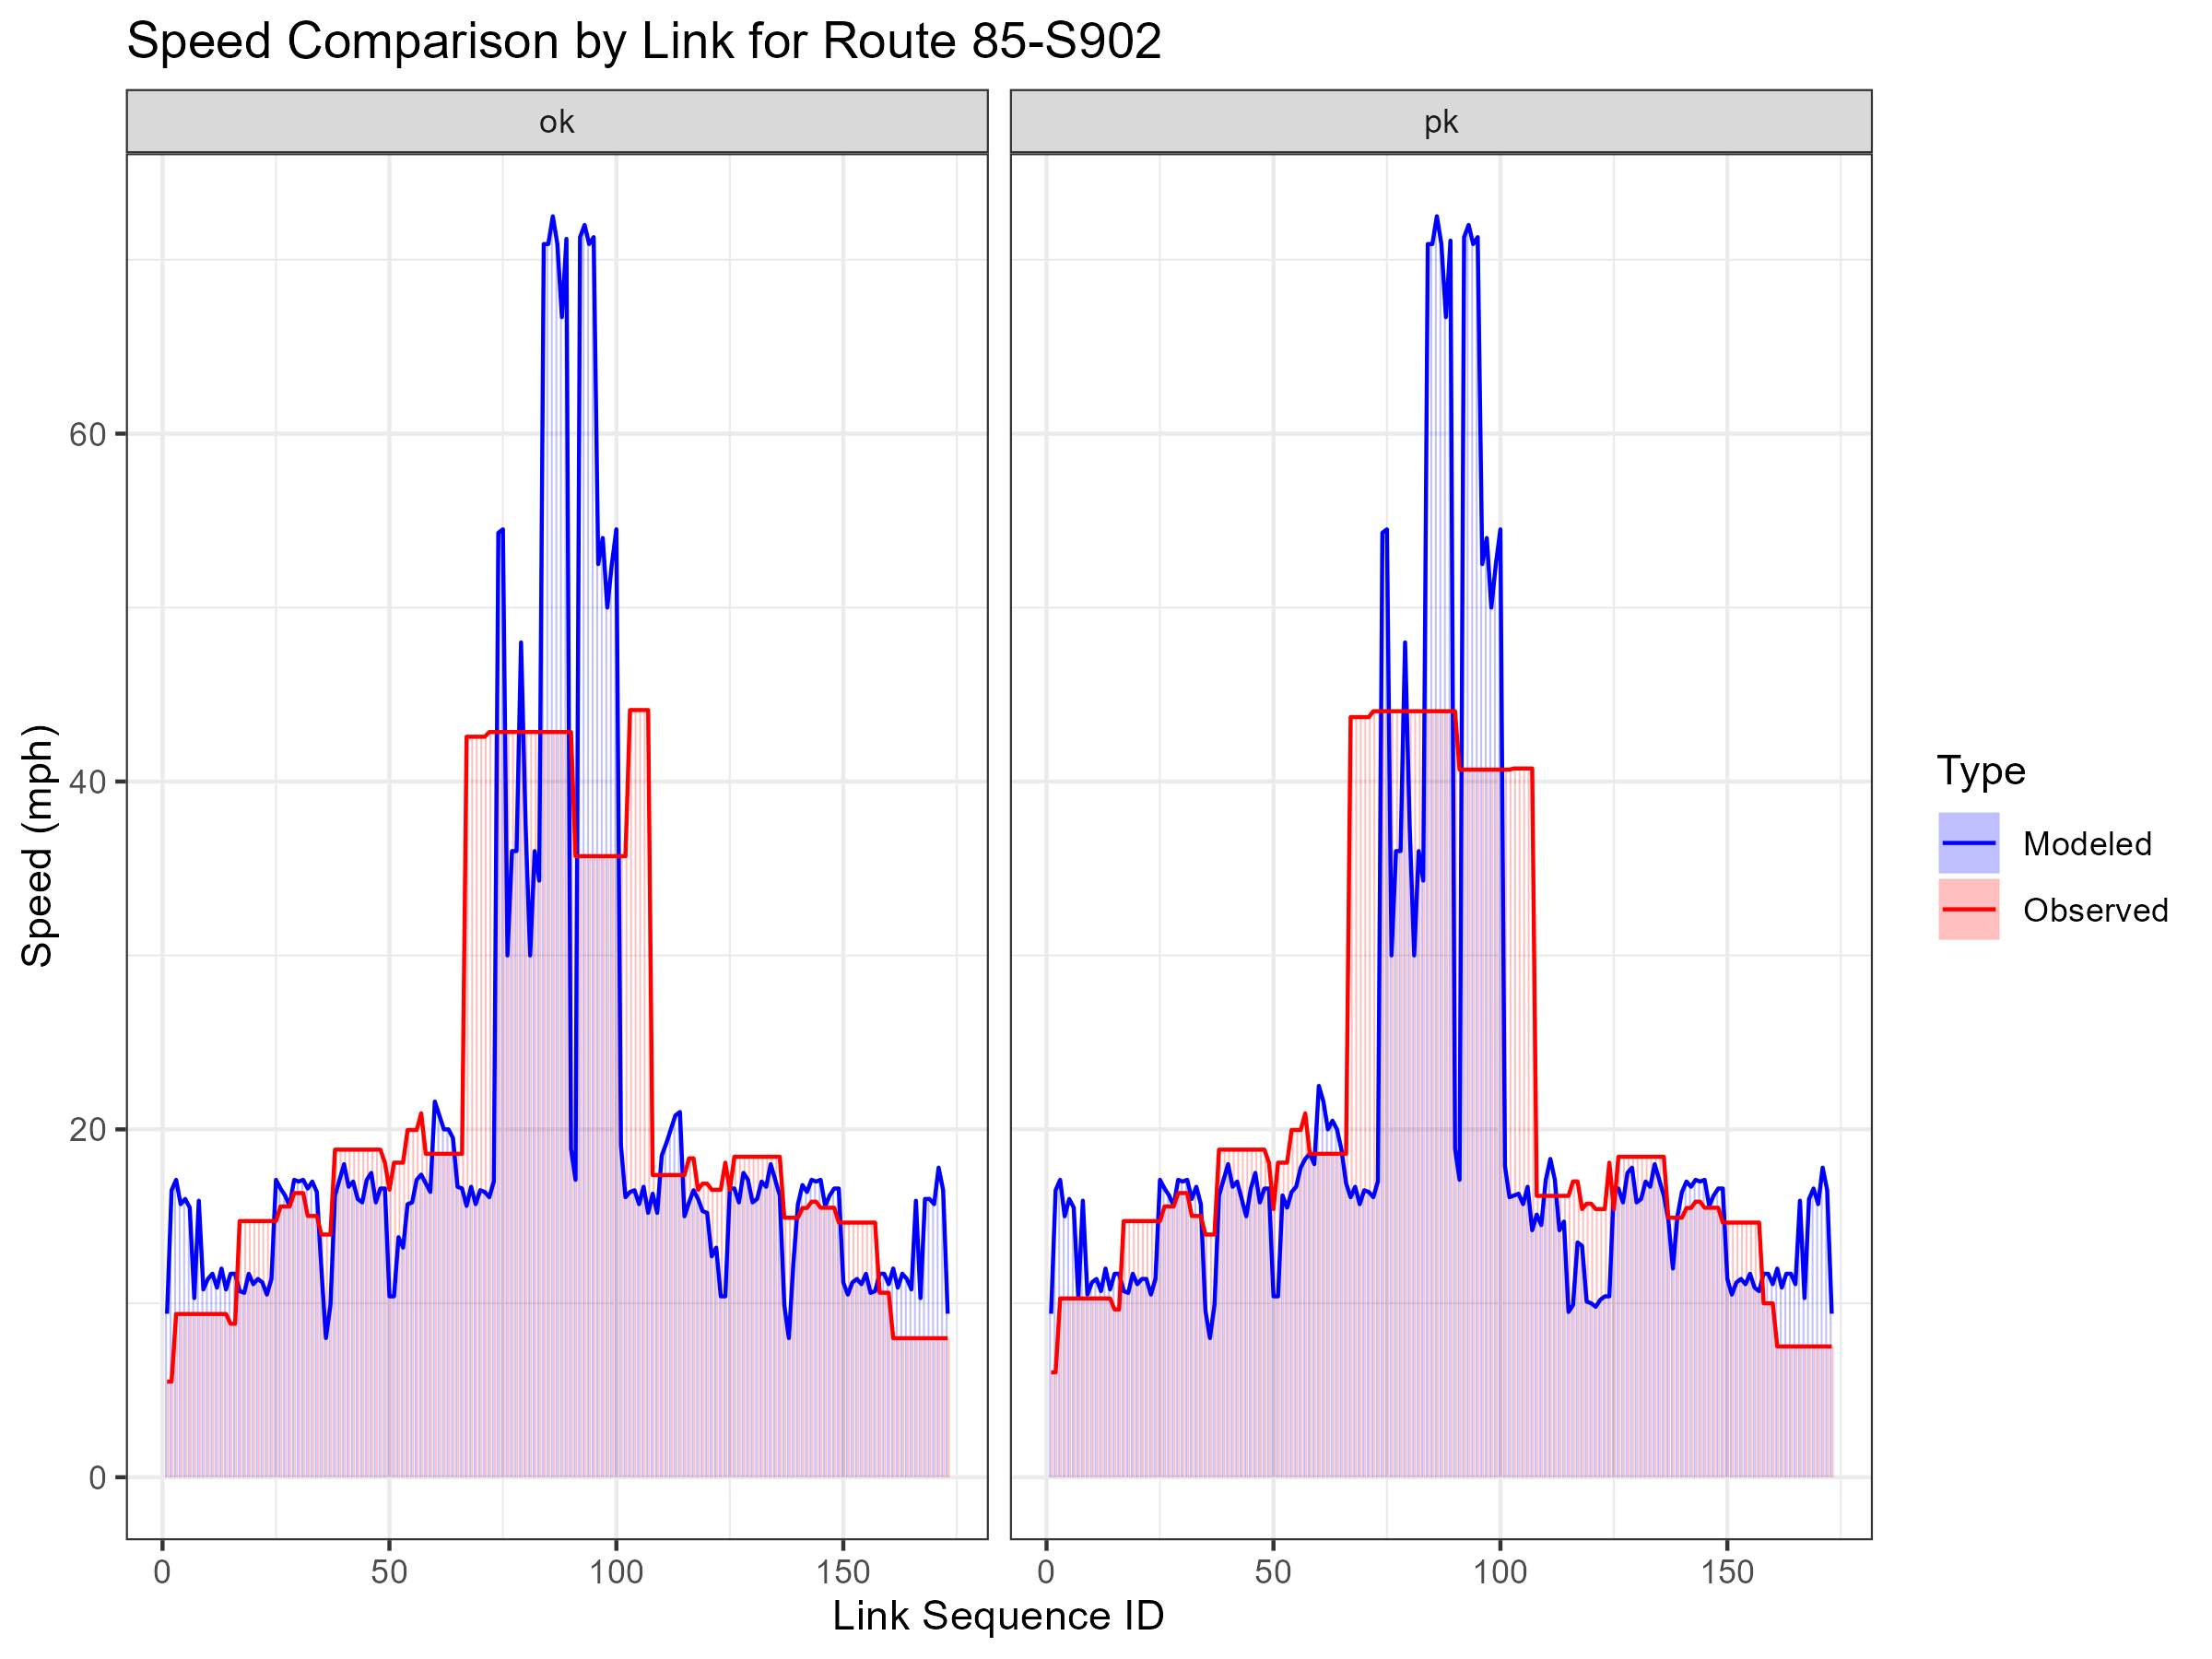 Speed Comparison by Link for Route 85-S902
ok
pk
Speed (mph)
60
40
20
0
0
50
100
150
0
50
100
150
Link Sequence ID
Type
Modeled
Observed